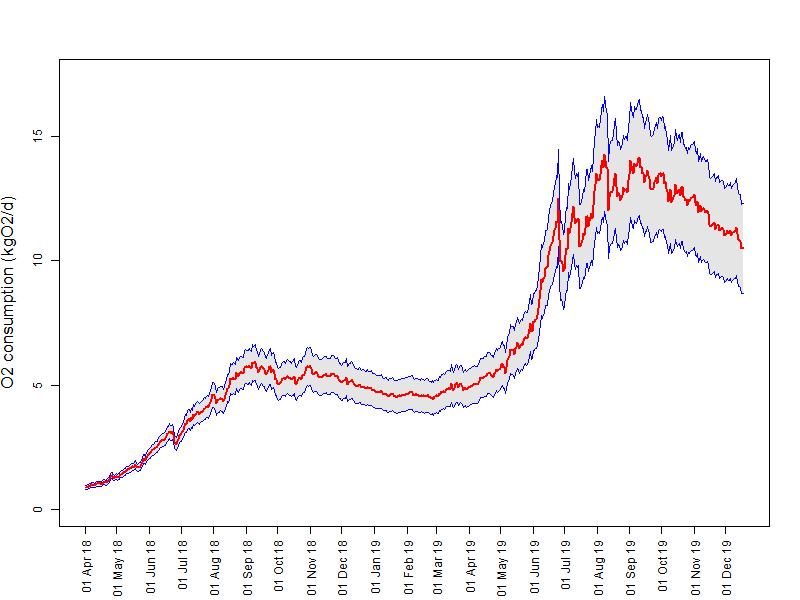 O2 consumption (kgO2/d)
15
10
5
0
01 Apr 18
01 May 18
01 Jun 18
01 Jul 18
01 Aug 18
01 Sep 18
01 Oct 18
01 Nov 18
01 Dec 18
01 Jan 19
01 Feb 19
01 Mar 19
01 Apr 19
01 May 19
01 Jun 19
01 Jul 19
01 Aug 19
01 Sep 19
01 Oct 19
01 Nov 19
01 Dec 19